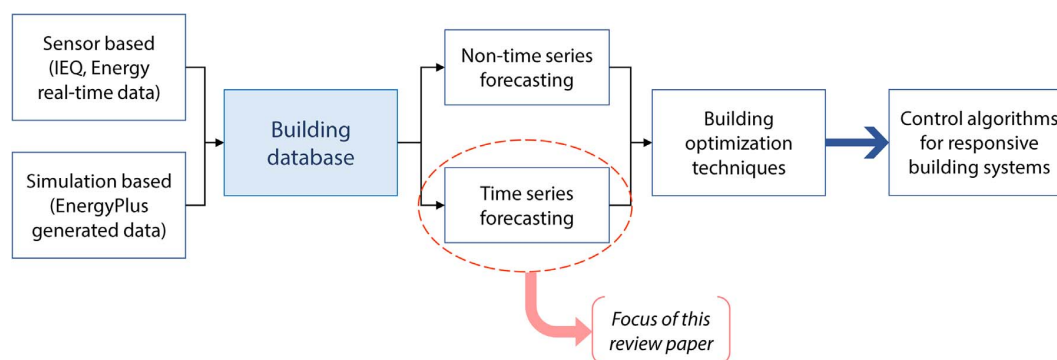 Sensor based
(IEQ, Energy
real-time data)
Simulation based
(EnergyPlus
generated data)
Building
database
Non-time series
forecasting
Time series
forecasting
Building
optimization
techniques
Control algorithms
for responsive
building systems
Focus of this
review paper